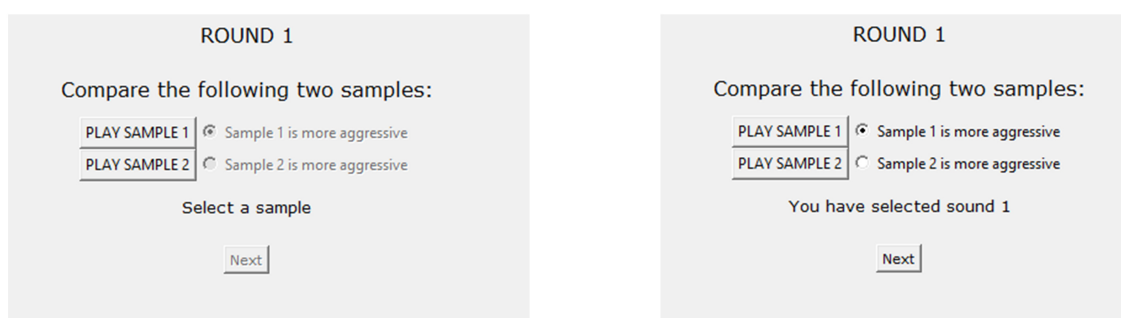 ROUND 1
Compare the following two samples:
PLAY SAMPLE 1 Sample 1 is more aggressive
PLAY SAMPLE 2 Sample 2 is more aggressive
Select a sample
Next
ROUND 1
Compare the following two samples:
PLAY SAMPLE 1 Sample 1 is more aggressive
PLAY SAMPLE 2 Sample 2 is more aggressive
You have selected sound 1
Next